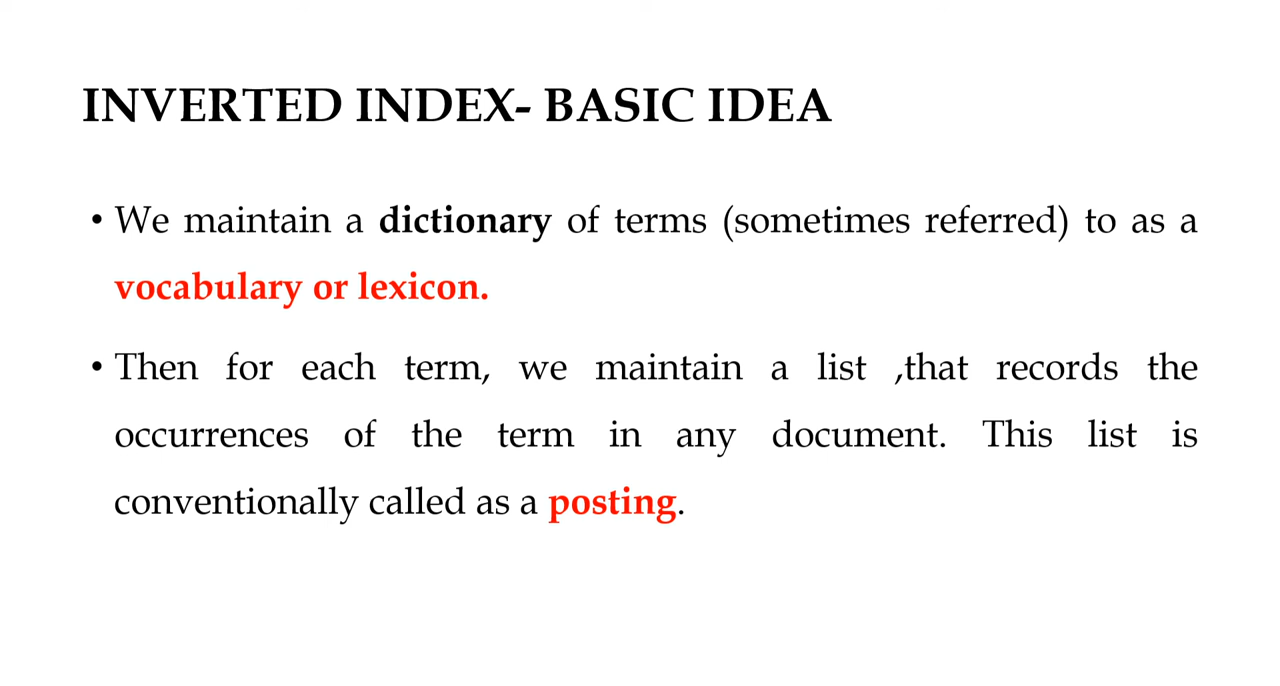 INVERTED INDEX- BASIC IDEA
• We maintain a dictionary of terms (sometimes referred) to as a
vocabulary or lexicon.
• Then for each term, we maintain a list ,that records the
occurrences of the term in any document. This list is
conventionally called as a posting.